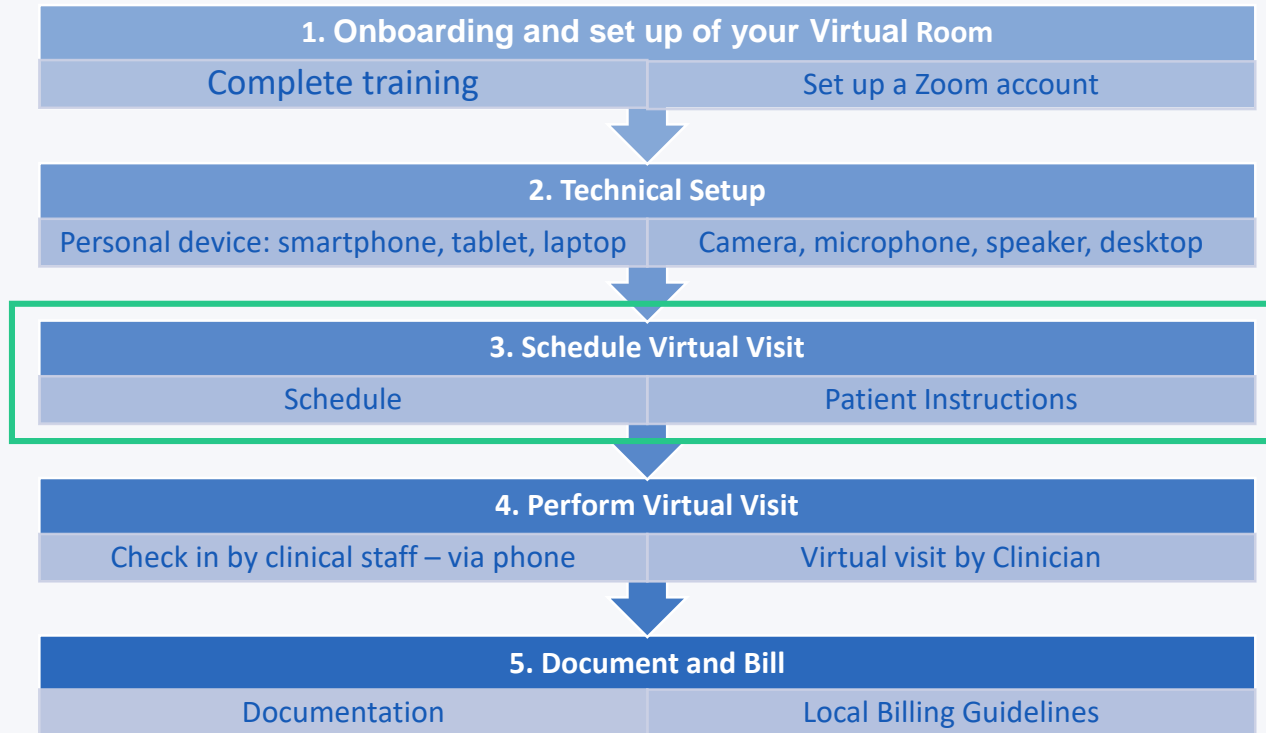 1. Onboarding and set up of your Virtual Room
Complete training
Set up a Zoom account
2. Technical Setup
Personal device: smartphone, tablet, laptop
Camera, microphone, speaker, desktop
3. Schedule Virtual Visit
Schedule
Patient Instructions
4. Perform Virtual Visit
Check in by clinical staff – via phone
Virtual visit by Clinician
5. Document and Bill
Documentation
Local Billing Guidelines